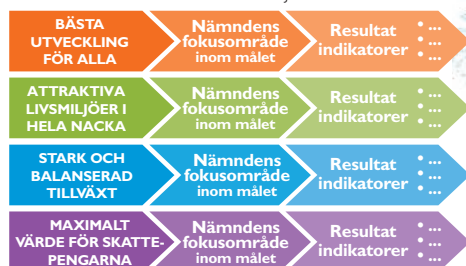 BÄSTA
UTVECKLING
FÖR ALLA
Nämndens
fokusområde
inom målet
Resultat
indikatorer
• ...
• ...
• ...
ATTRAKTIVA
LIVSMILJÖER I
HELA NACKA
Nämndens
fokusområde
inom målet
Resultat
indikatorer
• ...
• ...
• ...
STARK OCH
BALANSERAD
TILLVÄXT
Nämndens
fokusområde
inom målet
Resultat
indikatorer
• ...
• ...
• ...
MAXIMALT
VÄRDE FÖR SKATTE-
PENGARNA
Nämndens
fokusområde
inom målet
Resultat
indikatorer
• ...
• ...
• ...